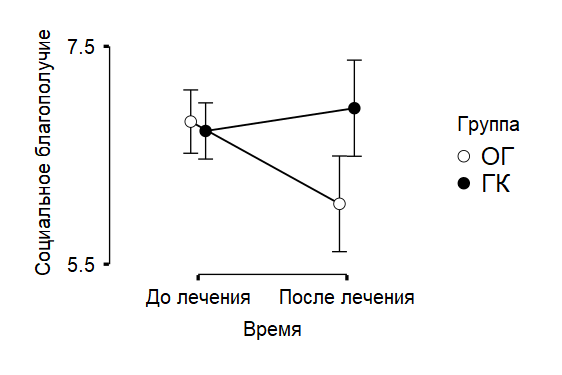 Социальное благополучие
7.5
5.5
До лечения
После лечения
Время
Группа
ОГ
ГК